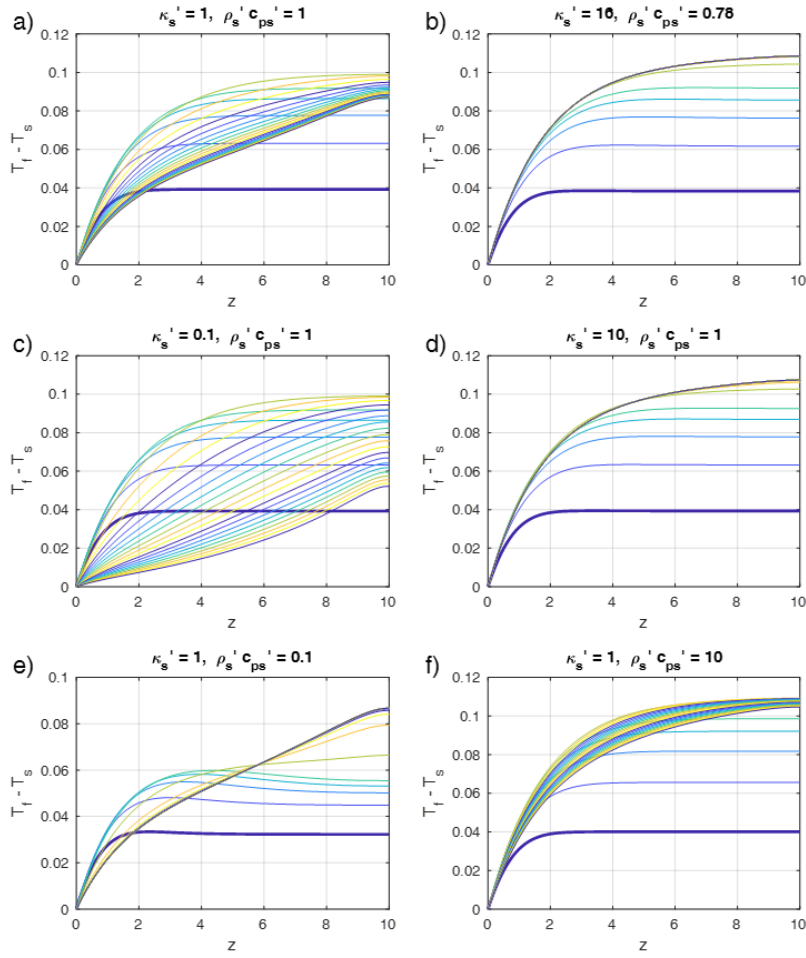 a) κs' = 1, ρs' cps' = 1
0.12
0.1
0.08
0.06
0.04
0.02
0
Tf - Ts
0 2 4 6 8 10
z
b) κs' = 16, ρs' cps' = 0.78
0.12
0.1
0.08
0.06
0.04
0.02
0
Tf - Ts
0 2 4 6 8 10
z
c) κs' = 0.1, ρs' cps' = 1
0.12
0.1
0.08
0.06
0.04
0.02
0
Tf - Ts
0 2 4 6 8 10
z
d) κs' = 10, ρs' cps' = 1
0.12
0.1
0.08
0.06
0.04
0.02
0
Tf - Ts
0 2 4 6 8 10
z
e) κs' = 1, ρs' cps' = 0.1
0.1
0.08
0.06
0.04
0.02
0
Tf - Ts
0 2 4 6 8 10
z
f) κs' = 1, ρs' cps' = 10
0.12
0.1
0.08
0.06
0.04
0.02
0
Tf - Ts
0 2 4 6 8 10
z